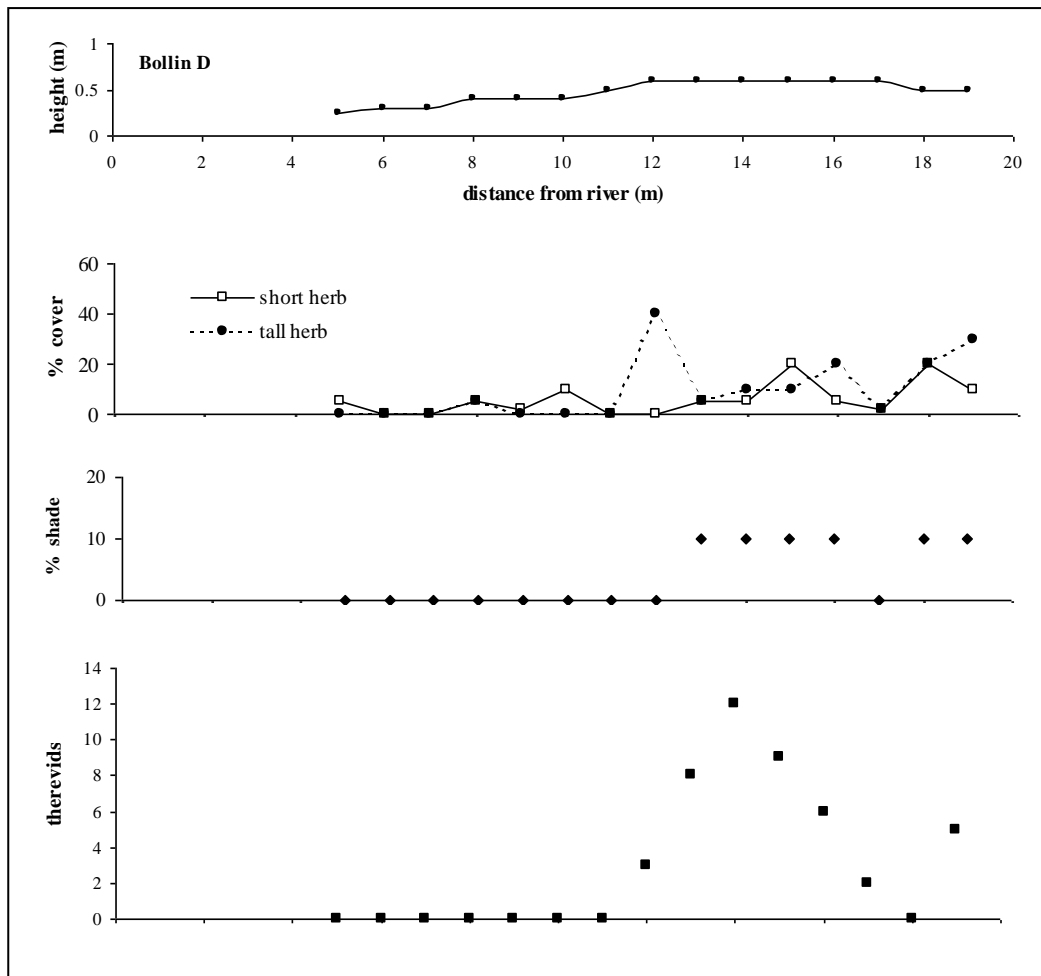 Bollin D
height (m)
1
0.5
0
0 2 4 6 8 10 12 14 16 18 20
distance from river (m)
% cover
60
40
20
0
short herb
tall herb
% shade
20
10
0
therevids
14
12
10
8
6
4
2
0